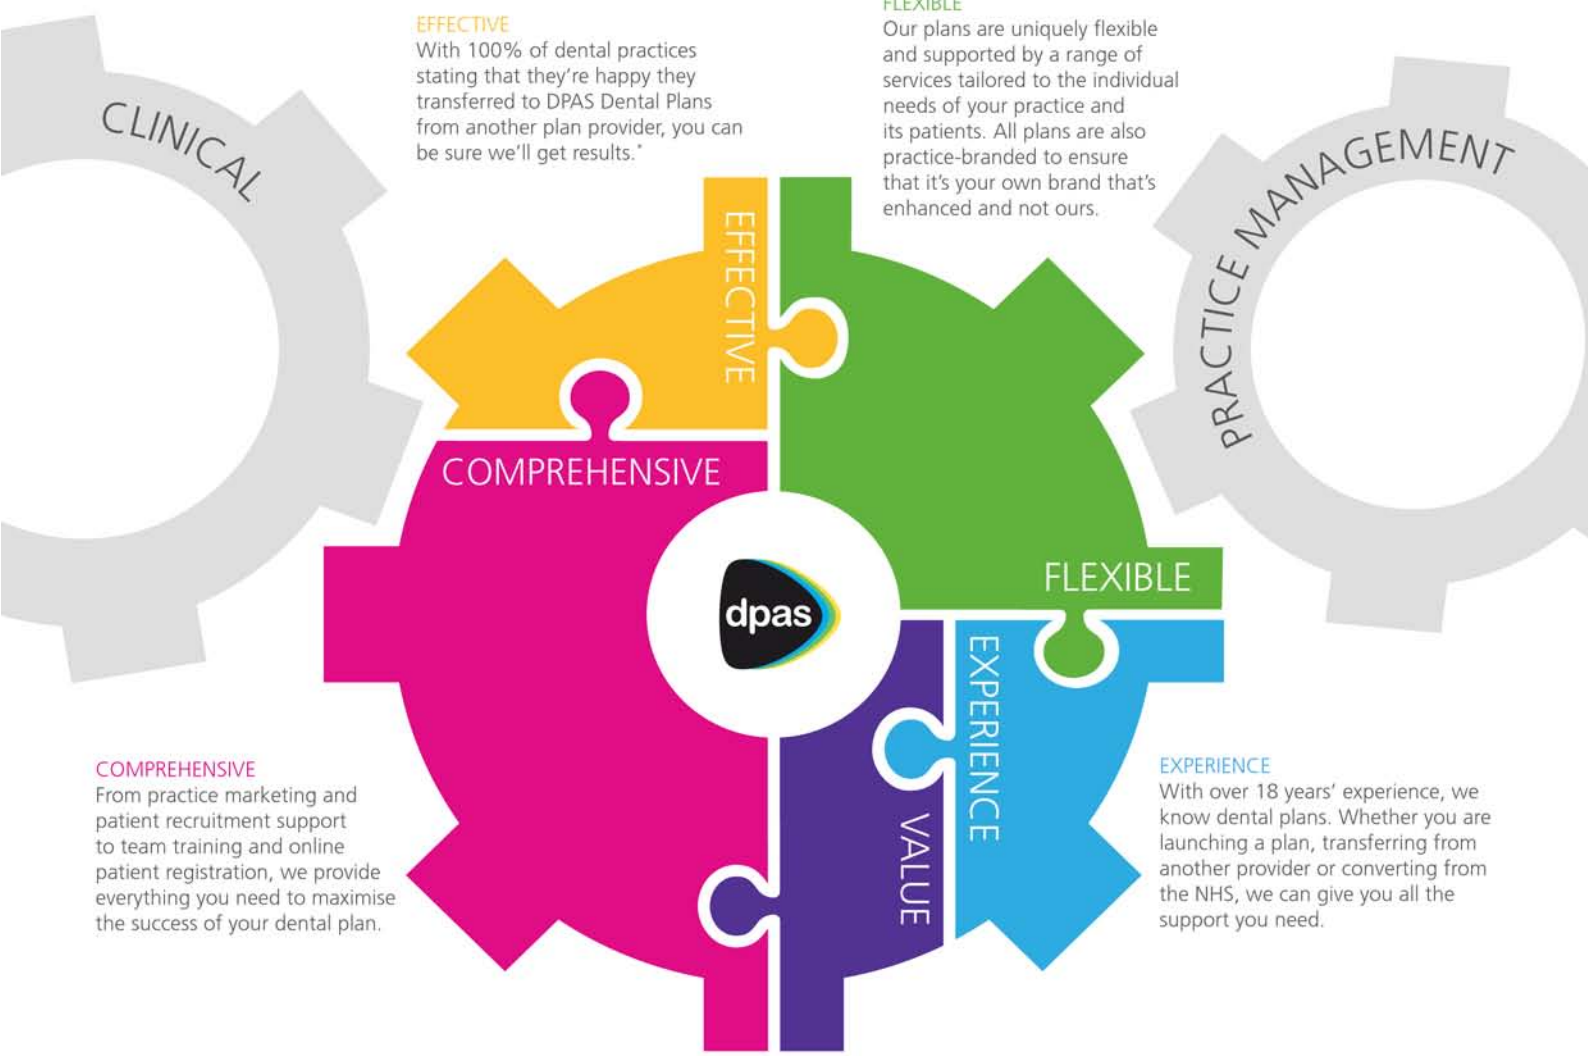 EFFECTIVE
With 100% of dental practices
stating that they're happy they
transferred to DPAS Dental Plans
from another plan provider, you can
be sure we'll get results.*
FLEXIBLE
Our plans are uniquely flexible
and supported by a range of
services tailored to the individual
needs of your practice and
its patients. All plans are also
practice-branded to ensure
that it's your own brand that's
enhanced and not ours.
CLINICAL
PRACTICE MANAGEMENT
EFFECTIVE
COMPREHENSIVE
FLEXIBLE
dpas
EXPERIENCE
VALUE
COMPREHENSIVE
From practice marketing and
patient recruitment support
to team training and online
patient registration, we provide
everything you need to maximise
the success of your dental plan.
EXPERIENCE
With over 18 years' experience, we
know dental plans. Whether you are
launching a plan, transferring from
another provider or converting from
the NHS, we can give you all the
support you need.